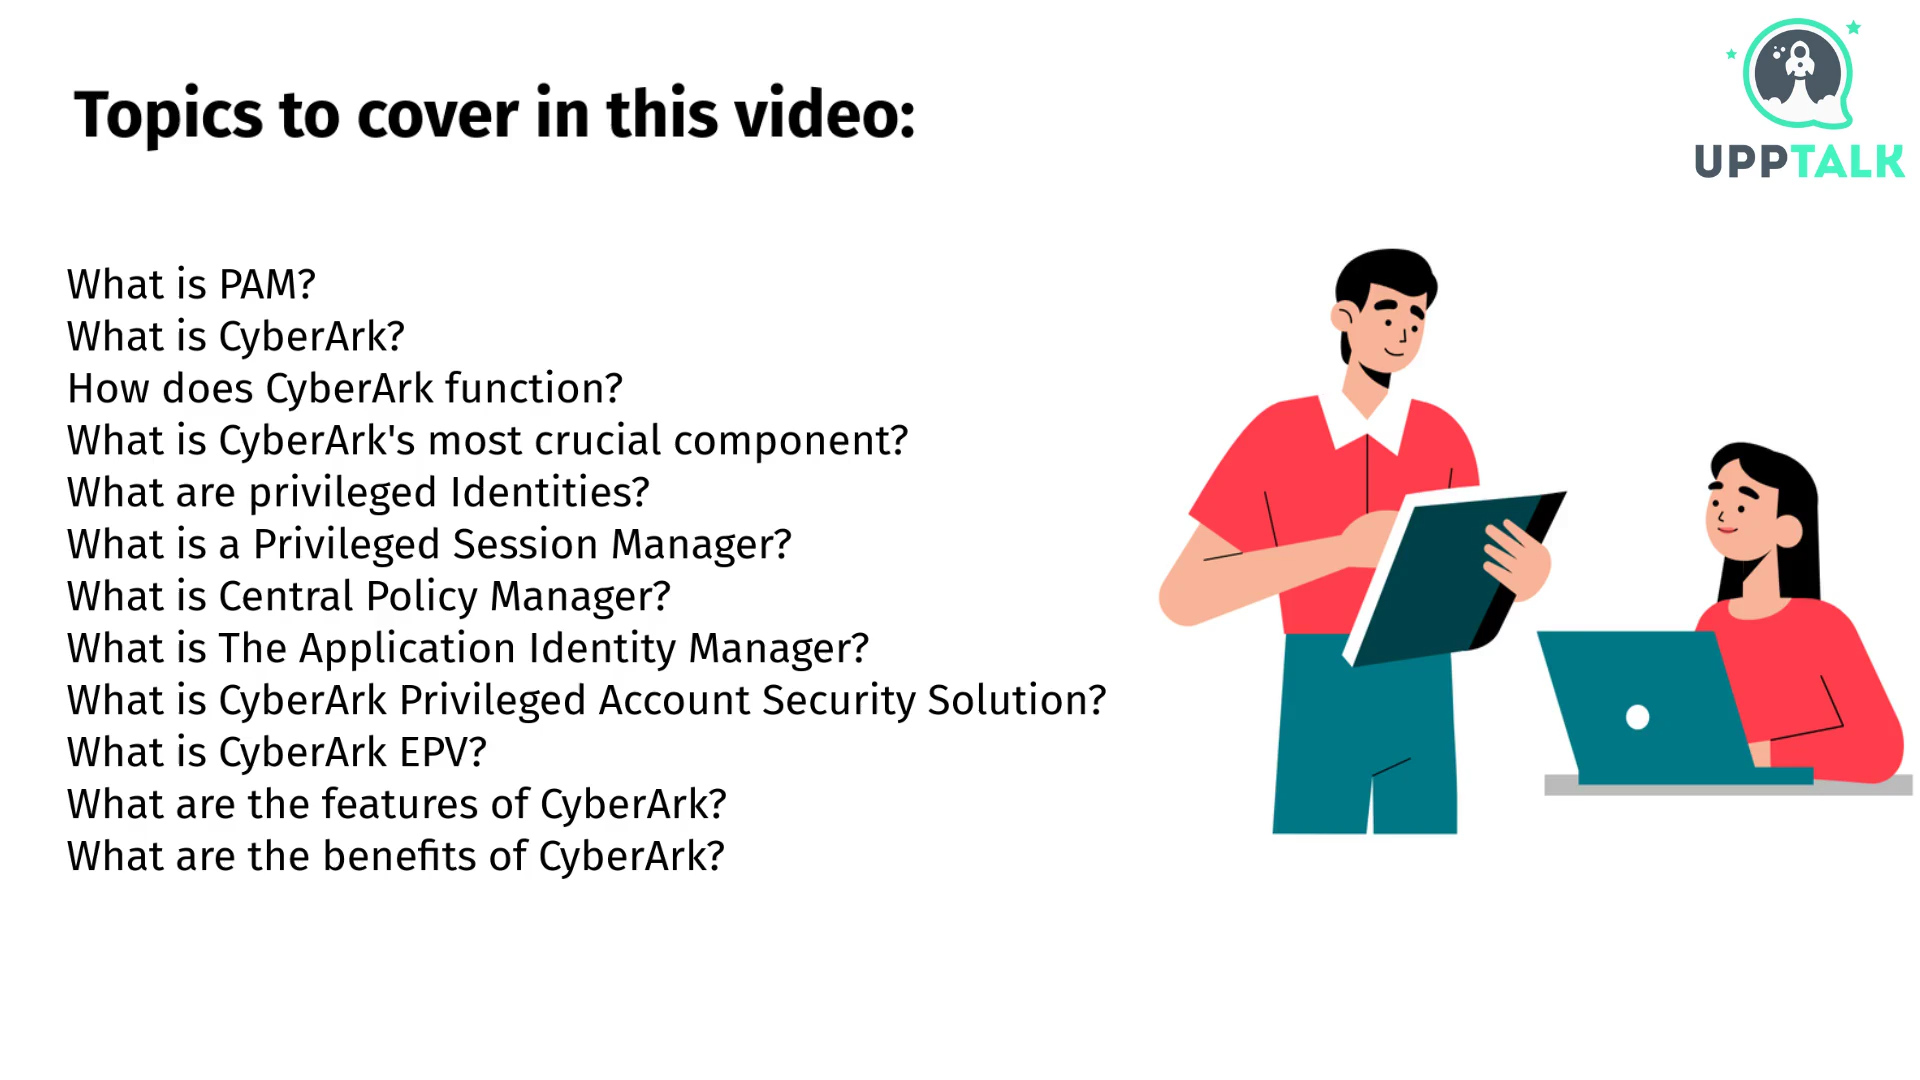 Topics to cover in this video:
UPPTALK
What is PAM?
What is CyberArk?
How does CyberArk function?
What is CyberArk's most crucial component?
What are privileged Identities?
What is a Privileged Session Manager?
What is Central Policy Manager?
What is The Application Identity Manager?
What is CyberArk Privileged Account Security Solution?
What is CyberArk EPV?
What are the features of CyberArk?
What are the benefits of CyberArk?